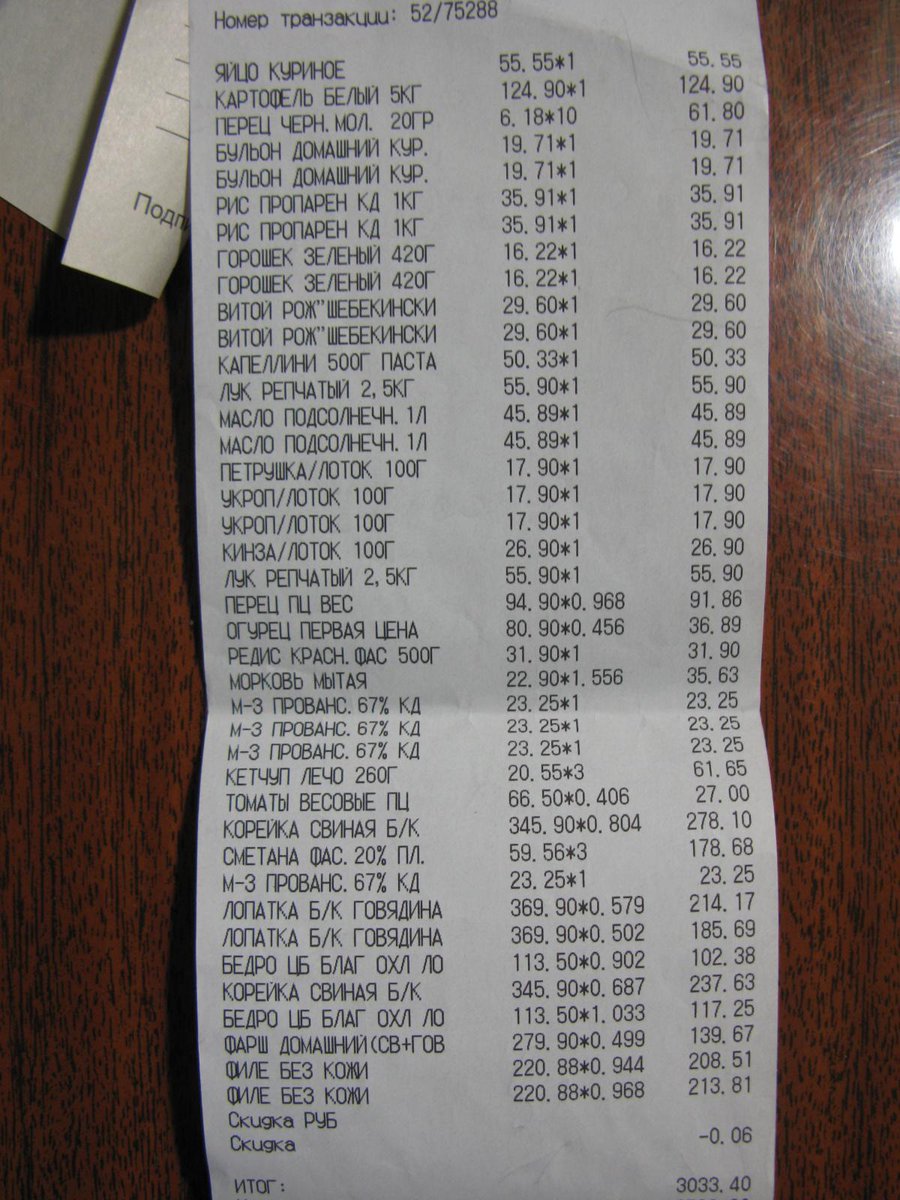 Номер транзакции: 52/75288
ЯЙЦО КУРИНОЕ 55.55*1 55.55
КАРТОФЕЛЬ БЕЛЫЙ 5КГ 124.90*1 124.90
ПЕРЕЦ ЧЕРН.МОЛ. 20ГР 6.18*10 61.80
БУЛЬОН ДОМАШНИЙ КУР. 19.71*1 19.71
БУЛЬОН ДОМАШНИЙ КУР. 19.71*1 19.71
Подпи
РИС ПРОПАРЕН КД 1КГ 35.91*1 35.91
РИС ПРОПАРЕН КД 1КГ 35.91*1 35.91
ГОРОШЕК ЗЕЛЕНЫЙ 420Г 16.22*1 16.22
ГОРОШЕК ЗЕЛЕНЫЙ 420Г 16.22*1 16.22
ВИТОЙ РОЖ"ШЕБЕКИНСКИ 29.60*1 29.60
ВИТОЙ РОЖ"ШЕБЕКИНСКИ 29.60*1 29.60
КАПЕЛЛИНИ 500Г ПАСТА 50.33*1 50.33
ЛУК РЕПЧАТЫЙ 2,5КГ 55.90*1 55.90
МАСЛО ПОДСОЛНЕЧН. 1Л 45.89*1 45.89
МАСЛО ПОДСОЛНЕЧН. 1Л 45.89*1 45.89
ПЕТРУШКА/ЛОТОК 100Г 17.90*1 17.90
УКРОП/ЛОТОК 100Г 17.90*1 17.90
УКРОП/ЛОТОК 100Г 17.90*1 17.90
КИНЗА/ЛОТОК 100Г 26.90*1 26.90
ЛУК РЕПЧАТЫЙ 2,5КГ 55.90*1 55.90
ПЕРЕЦ ПЦ ВЕС 94.90*0.968 91.86
ОГУРЕЦ ПЕРВАЯ ЦЕНА 80.90*0.456 36.89
РЕДИС КРАСН.ФАС 500Г 31.90*1 31.90
МОРКОВЬ МЫТАЯ 22.90*1.556 35.63
М-З ПРОВАНС.67% КД 23.25*1 23.25
М-З ПРОВАНС.67% КД 23.25*1 23.25
М-З ПРОВАНС.67% КД 23.25*1 23.25
КЕТЧУП ЛЕЧО 260Г 20.55*3 61.65
ТОМАТЫ ВЕСОВЫЕ ПЦ 66.50*0.406 27.00
КОРЕЙКА СВИНАЯ Б/К 345.90*0.804 278.10
СМЕТАНА ФАС.20% ПЛ. 59.56*3 178.68
М-З ПРОВАНС.67% КД 23.25*1 23.25
ЛОПАТКА Б/К ГОВЯДИНА 369.90*0.579 214.17
ЛОПАТКА Б/К ГОВЯДИНА 369.90*0.502 185.69
БЕДРО ЦБ БЛАГ ОХЛ ЛО 113.50*0.902 102.38
КОРЕЙКА СВИНАЯ Б/К 345.90*0.687 237.63
БЕДРО ЦБ БЛАГ ОХЛ ЛО 113.50*1.033 117.25
ФАРШ ДОМАШНИЙ(СВ+ГОВ 279.90*0.499 139.67
ФИЛЕ БЕЗ КОЖИ 220.88*0.944 208.51
ФИЛЕ БЕЗ КОЖИ 220.88*0.968 213.81
Скидка РУБ
Скидка -0.06
ИТОГ: 3033.40